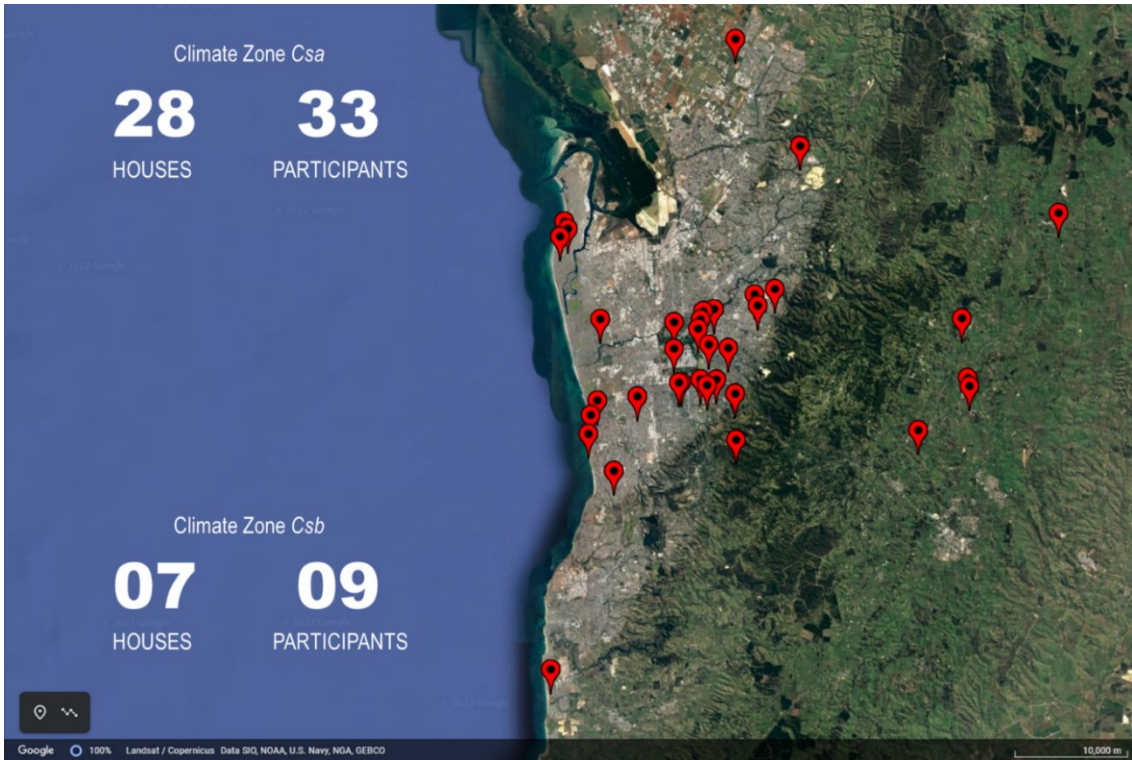 Climate Zone Csa
28 33
HOUSES PARTICIPANTS
Climate Zone Csb
07 09
HOUSES PARTICIPANTS
Google 100% Landsat / Copernicus Data SIO, NOAA, U.S. Navy, NGA, GEBCO 10,000 m